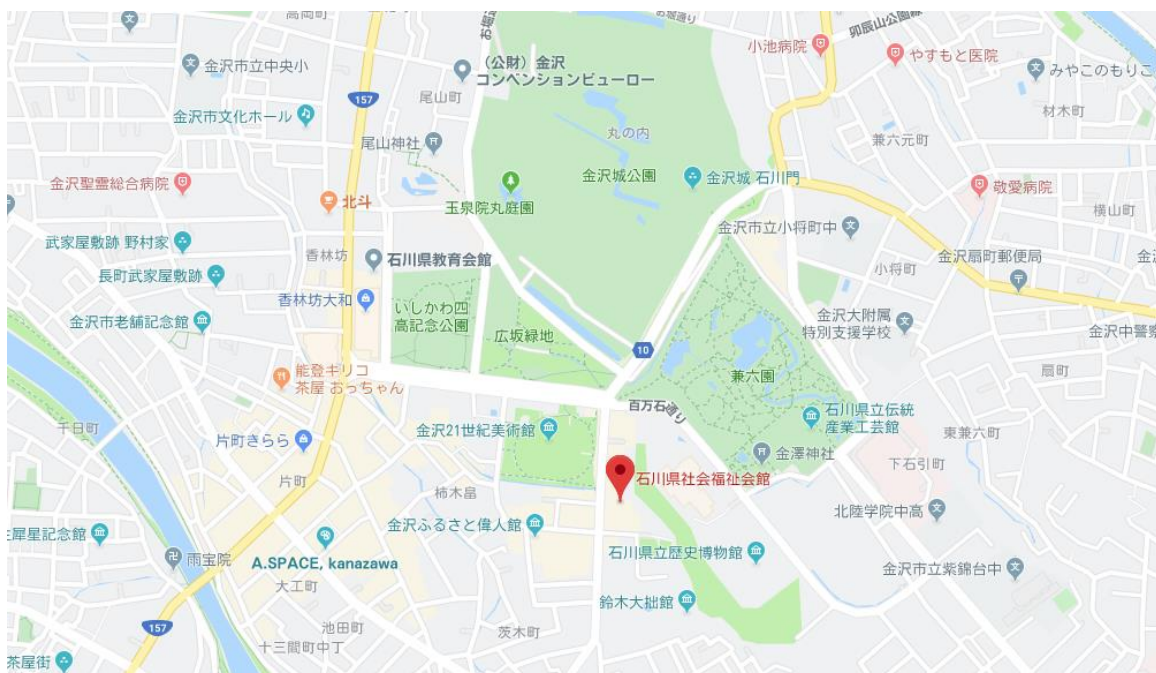 高岡町
お城通り
卯辰山公園線
小池病院
やすもと医院
金沢市立中央小
(公財)金沢
コンベンションビューロー
みやこのもりこ
157
尾山町
材木町
金沢市文化ホール
丸の内
兼六元町
尾山神社
金沢聖霊総合病院
金沢城公園
金沢城 石川門
敬愛病院
北斗
玉泉院丸庭園
横山町
金沢市立小将町中
武家屋敷跡 野村家
香林坊
石川県教育会館
金沢扇町郵便局
小将町
長町武家屋敷跡
香林坊大和
いしかわ四
高記念公園
金沢市老舗記念館
広坂緑地
金沢大附属
特別支援学校
金沢中警察
10
能登キリコ
茶屋 おっちゃん
兼六園
扇町
百万石通り
石川県立伝統
産業工芸館
千日町
金沢21世紀美術館
東兼六町
片町きらら
金澤神社
下石引町
片町
柿木畠
石川県社会福祉会館
北陸学院中高
金沢ふるさと偉人館
生犀星記念館
雨宝院
A.SPACE, kanazawa
石川県立歴史博物館
金沢市立紫錦台中
大工町
鈴木大拙館
157
池田町
茨木町
十三間町中丁
茶屋街